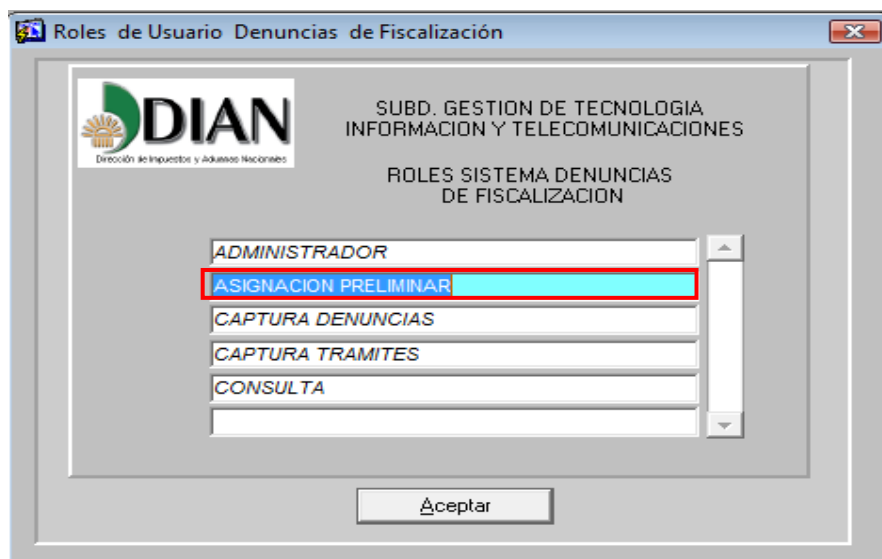 Roles de Usuario Denuncias de Fiscalización
DIAN
Dirección de Impuestos y Aduanas Nacionales
SUBD. GESTION DE TECNOLOGIA
INFORMACION Y TELECOMUNICACIONES
ROLES SISTEMA DENUNCIAS
DE FISCALIZACION
ADMINISTRADOR
ASIGNACION PRELIMINAR
CAPTURA DENUNCIAS
CAPTURA TRAMITES
CONSULTA
Aceptar